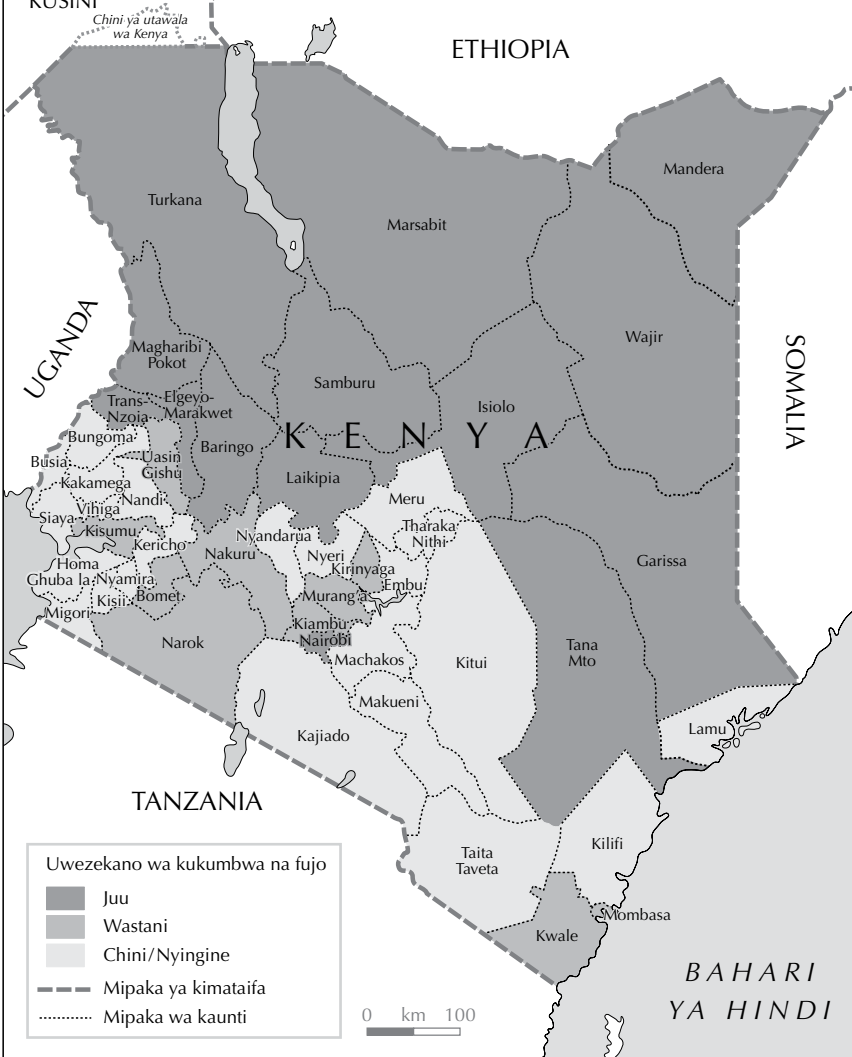 KUSINI
Chini ya utawala
wa Kenya
ETHIOPIA
Mandera
Turkana
Marsabit
UGANDA
SOMALIA
Wajir
Magharibi
Pokot
Samburu
Isiolo
Trans-
Nzoia
Elgeyo-
Marakwet
KENYA
Bungoma
Baringo
Busia
Uasin
Gishu
Laikipia
Kakamega
Nandi
Meru
Vihiga
Siaya
Kisumu
Tharaka
Nithi
Kericho
Nyandarua
Nakuru
Nyeri
Garissa
Homa
Ghuba la
Nyamira
Kirinyaga
Embu
Kisii
Bomet
Murang'a
Migori
Kiambu
Nairobi
Narok
Tana
Mto
Machakos
Kitui
Makueni
Lamu
Kajiado
TANZANIA
Kilifi
Taita
Taveta
Mombasa
Kwale
BAHARI
YA HINDI
Uwezekano wa kukumbwa na fujo
Juu
Wastani
Chini/Nyingine
Mipaka ya kimataifa
Mipaka wa kaunti
0 km 100